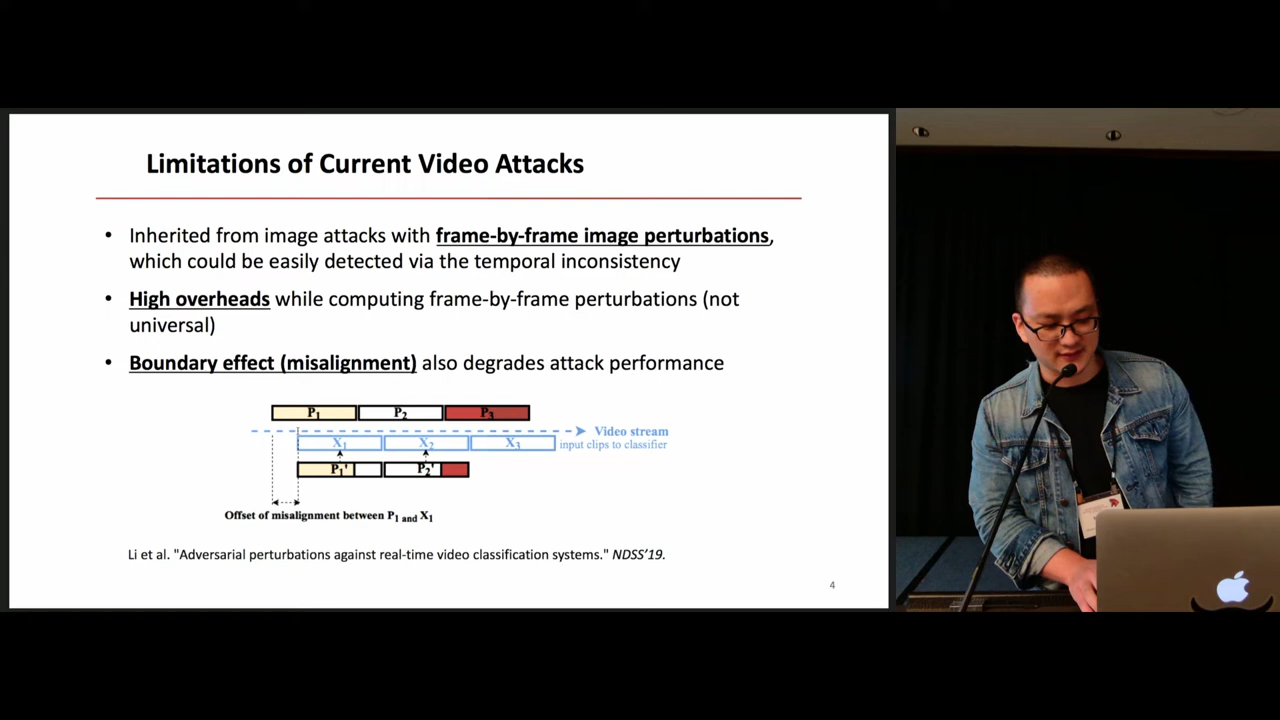 Limitations of Current Video Attacks
• Inherited from image attacks with frame-by-frame image perturbations,
which could be easily detected via the temporal inconsistency
• High overheads while computing frame-by-frame perturbations (not
universal)
• Boundary effect (misalignment) also degrades attack performance
P1 P2 P3
Video stream
X1 X2 X3 input clips to classifier
P1' P2'
Offset of misalignment between P1 and X1
Li et al. "Adversarial perturbations against real-time video classification systems." NDSS'19.
4